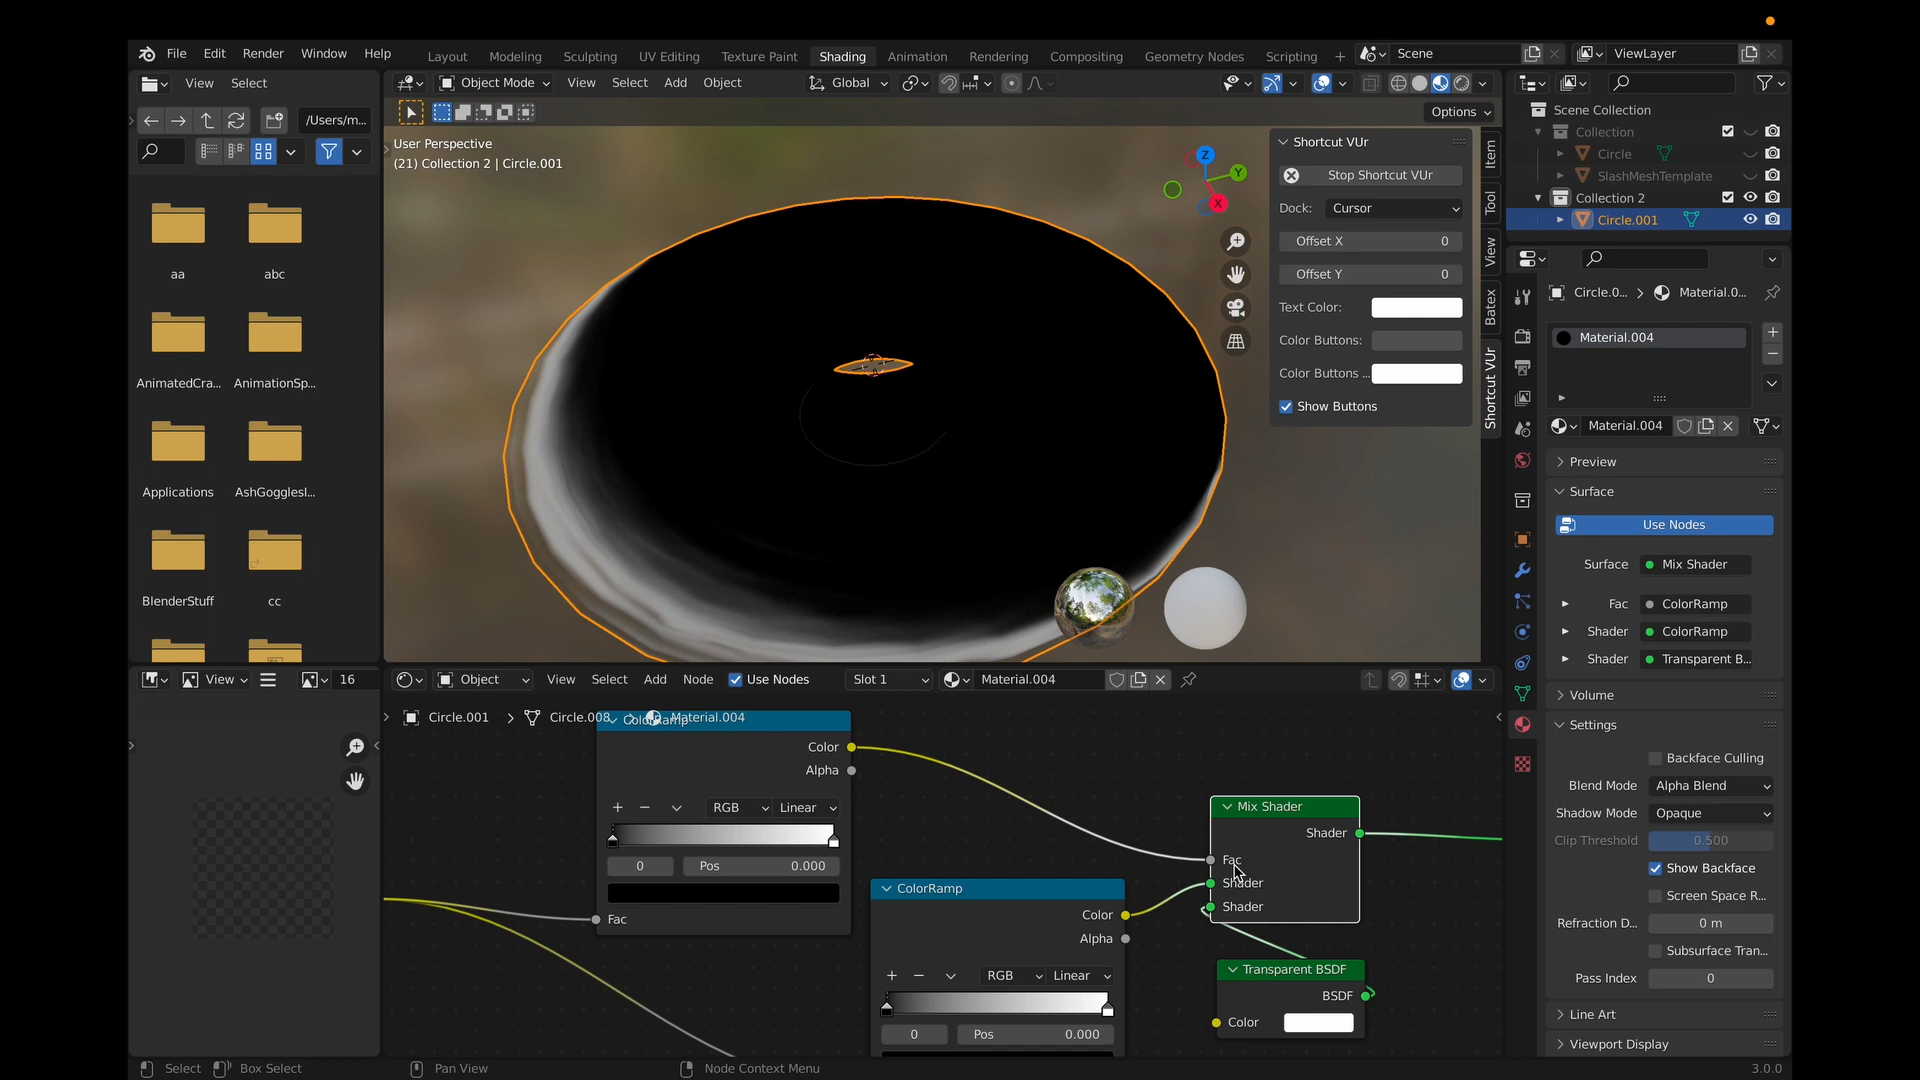 File Edit Render Window Help
Layout Modeling Sculpting UV Editing Texture Paint Shading Animation Rendering Compositing Geometry Nodes Scripting
Scene
ViewLayer
View Select
Object Mode View Select Add Object
Global
/Users/m...
Options
User Perspective
(21) Collection 2 | Circle.001
aa
abc
AnimatedCra...
AnimationSp...
Applications
AshGogglesI...
BlenderStuff
cc
Z
Y
X
Shortcut VUr
Stop Shortcut VUr
Dock: Cursor
Offset X 0
Offset Y 0
Text Color:
Color Buttons:
Color Buttons ...
Show Buttons
Item
Tool
View
Batex
Shortcut VUr
Scene Collection
Collection
Circle
SlashMeshTemplate
Collection 2
Circle.001
Circle.0... > Material.0...
Material.004
Material.004
Preview
Surface
Use Nodes
Surface Mix Shader
Fac ColorRamp
Shader ColorRamp
Shader Transparent B...
Volume
Settings
Backface Culling
Blend Mode Alpha Blend
Shadow Mode Opaque
Clip Threshold 0.500
Show Backface
Screen Space R...
Refraction D... 0 m
Subsurface Tran...
Pass Index 0
Line Art
Viewport Display
View
16
Object View Select Add Node Use Nodes Slot 1 Material.004
Circle.001 > Circle.008 > Material.004
ColorRamp
Color
Alpha
RGB Linear
0 Pos 0.000
Fac
ColorRamp
Color
Alpha
RGB Linear
0 Pos 0.000
Mix Shader
Shader
Fac
Shader
Shader
Transparent BSDF
BSDF
Color
Select Box Select Pan View Node Context Menu
3.0.0